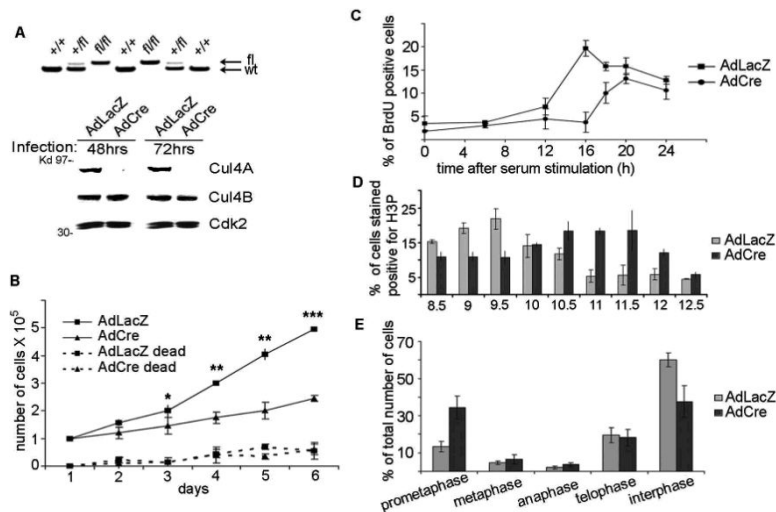 A
+/+ +/fl fl/fl +/+ fl/fl +/fl +/+
fl
wt
AdLacZ AdCre AdLacZ AdCre
Infection: 48hrs 72hrs
Kd 97-
Cul4A
Cul4B
Cdk2
30-
B
AdLacZ
AdCre
AdLacZ dead
AdCre dead
number of cells X 10⁵
5
4
3
2
1
0
* ** ** ***
1 2 3 4 5 6
days
C
% of BrdU positive cells
25
20
15
10
5
AdLacZ
AdCre
0 4 8 12 16 20 24
time after serum stimulation (h)
D
% of cells stained
positive for H3P
25
15
5
AdLacZ
AdCre
8.5 9 9.5 10 10.5 11 11.5 12 12.5
E
% of total number of cells
70
50
30
10
AdLacZ
AdCre
prometaphase metaphase anaphase telophase interphase